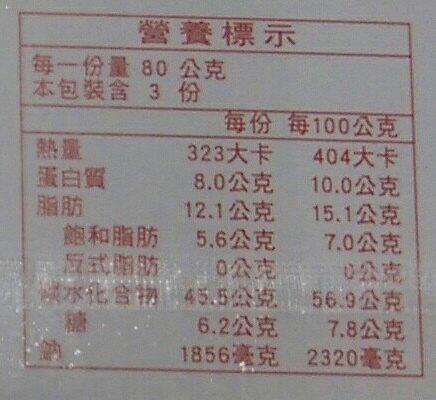 營養標示
每一份量 80 公克
本包裝含 3 份
每份 每100公克
熱量 323大卡 404大卡
蛋白質 8.0公克 10.0公克
脂肪 12.1公克 15.1公克
飽和脂肪 5.6公克 7.0公克
反式脂肪 0公克 0公克
碳水化合物 45.5公克 56.9公克
糖 6.2公克 7.8公克
鈉 1856毫克 2320毫克